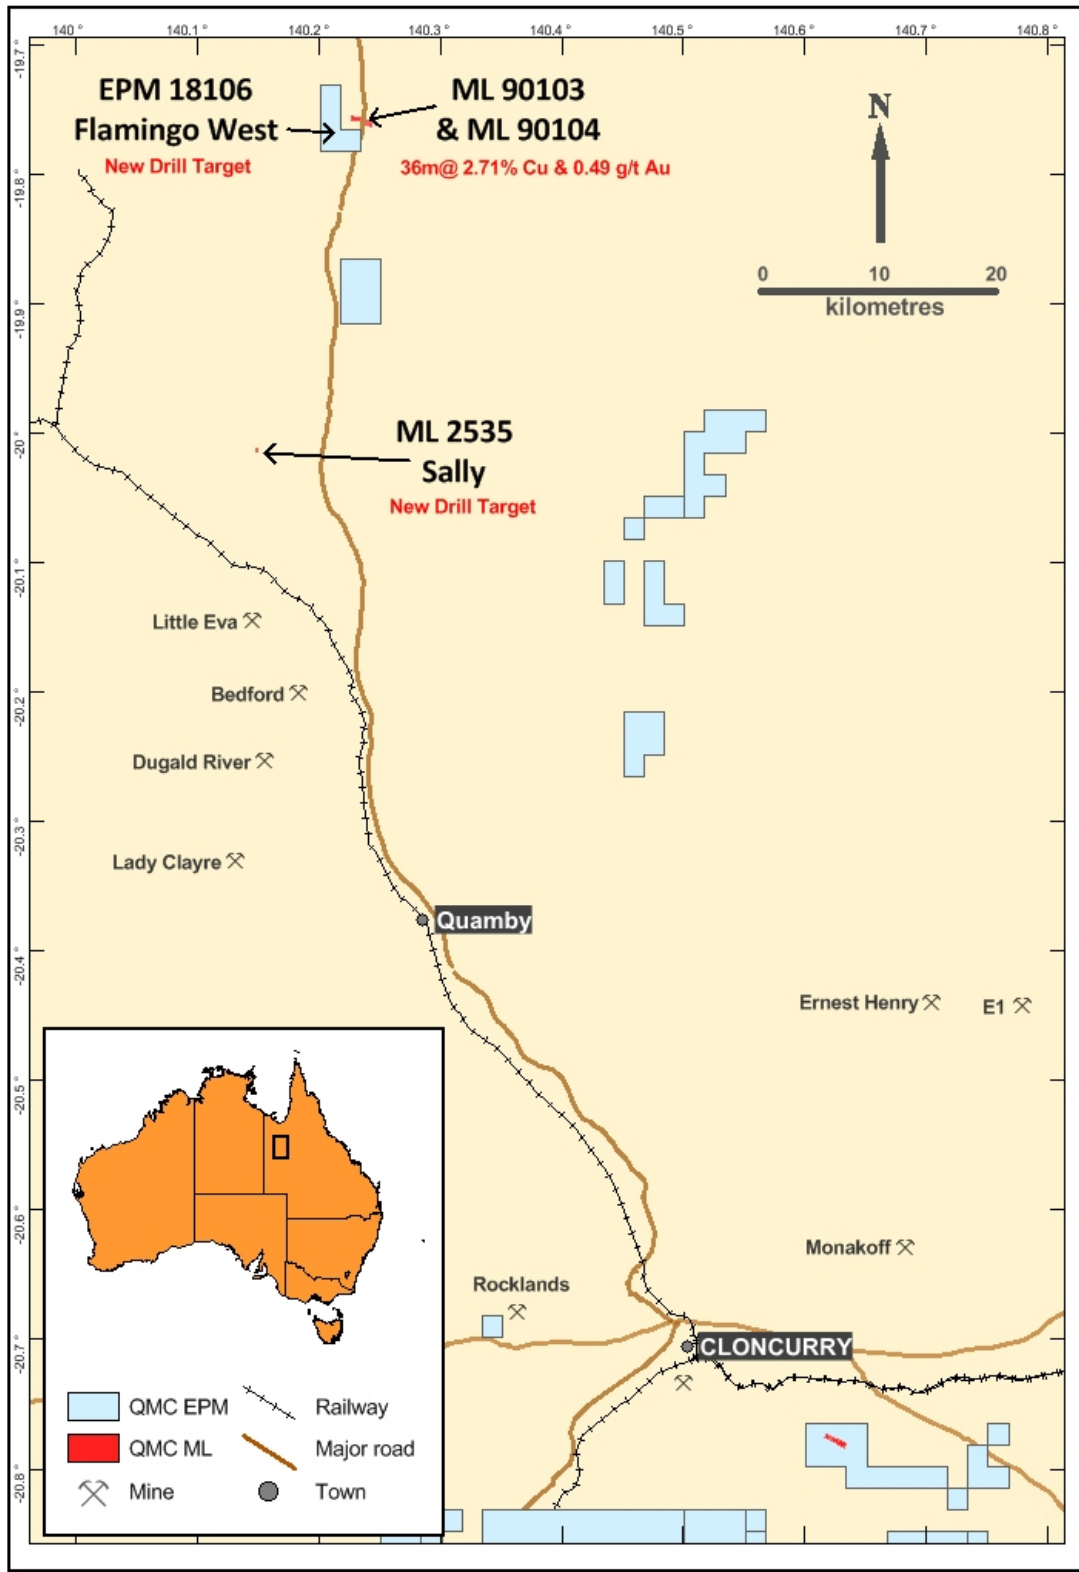 140 °
140.1 °
140.2 °
140.3 °
140.4 °
140.5 °
140.6 °
140.7 °
140.8 °
-19.7 °
-19.8 °
-19.9 °
-20 °
-20.1 °
-20.2 °
-20.3 °
-20.4 °
-20.5 °
-20.6 °
-20.7 °
-20.8 °
EPM 18106
Flamingo West
New Drill Target
ML 90103
& ML 90104
36m@ 2.71% Cu & 0.49 g/t Au
N
0 10 20
kilometres
ML 2535
Sally
New Drill Target
Little Eva
Bedford
Dugald River
Lady Clayre
Quamby
Ernest Henry
E1
Monakoff
Rocklands
CLONCURRY
QMC EPM
Railway
QMC ML
Major road
Mine
Town